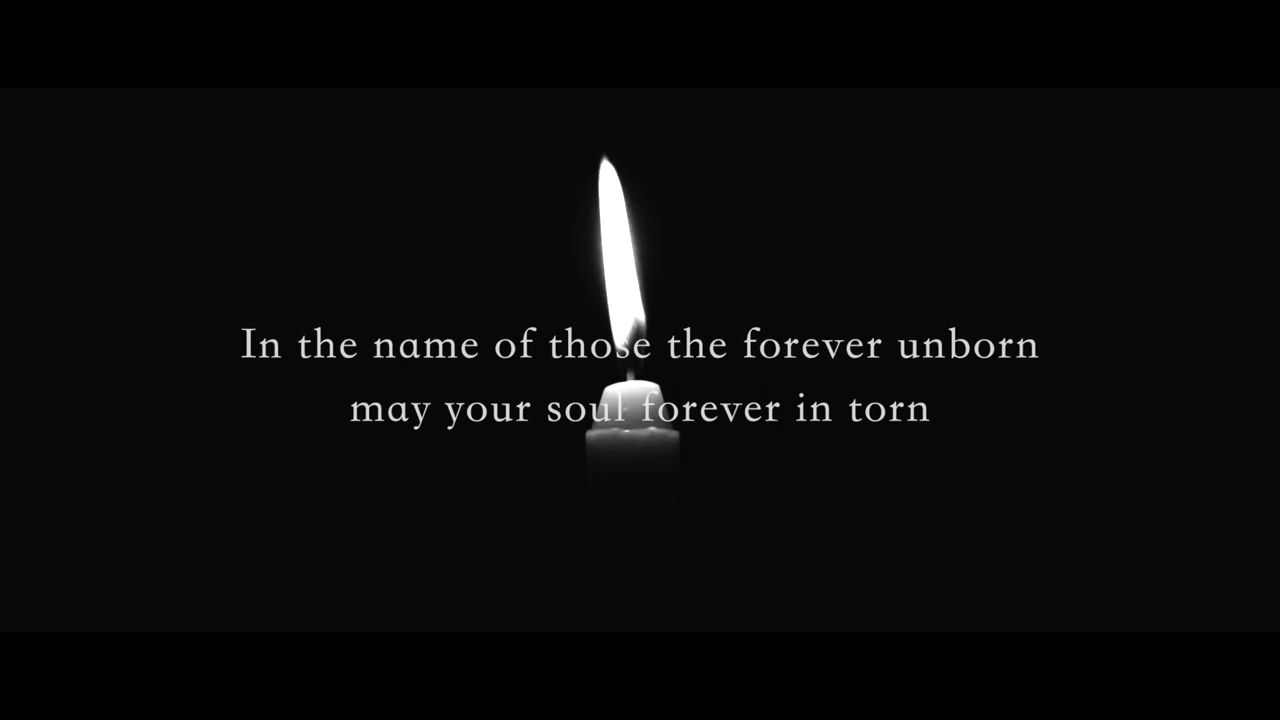 In the name of those the forever unborn
may your soul forever in torn